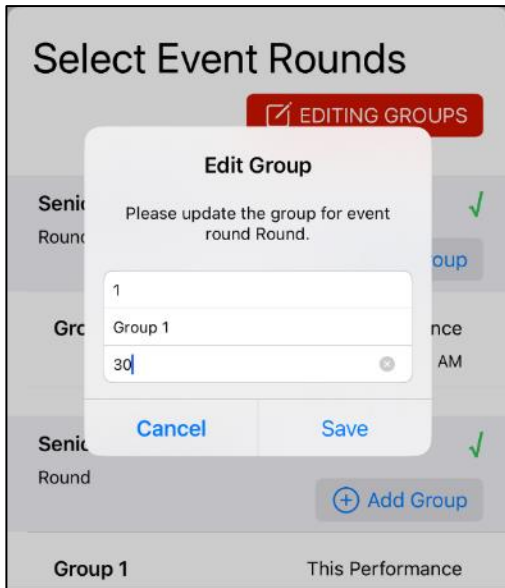 Select Event Rounds
EDITING GROUPS
Edit Group
Please update the group for event
round Round.
1
Group 1
30
Cancel
Save
AM
Round
Add Group
Group 1
This Performance